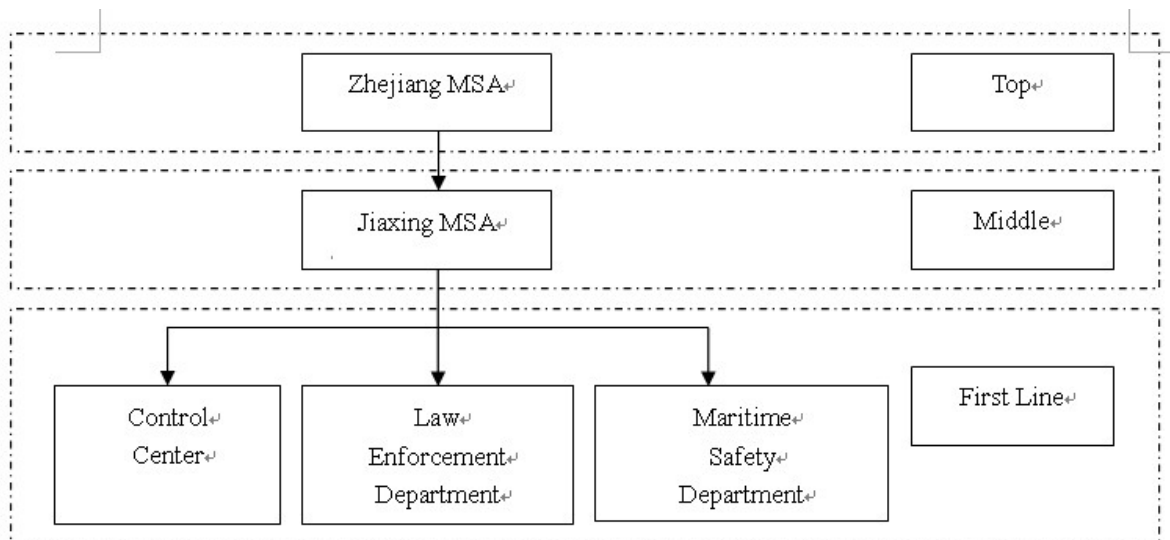 Zhejiang MSA
Top
Jiaxing MSA
Middle
Control
Center
Law
Enforcement
Department
Maritime
Safety
Department
First Line